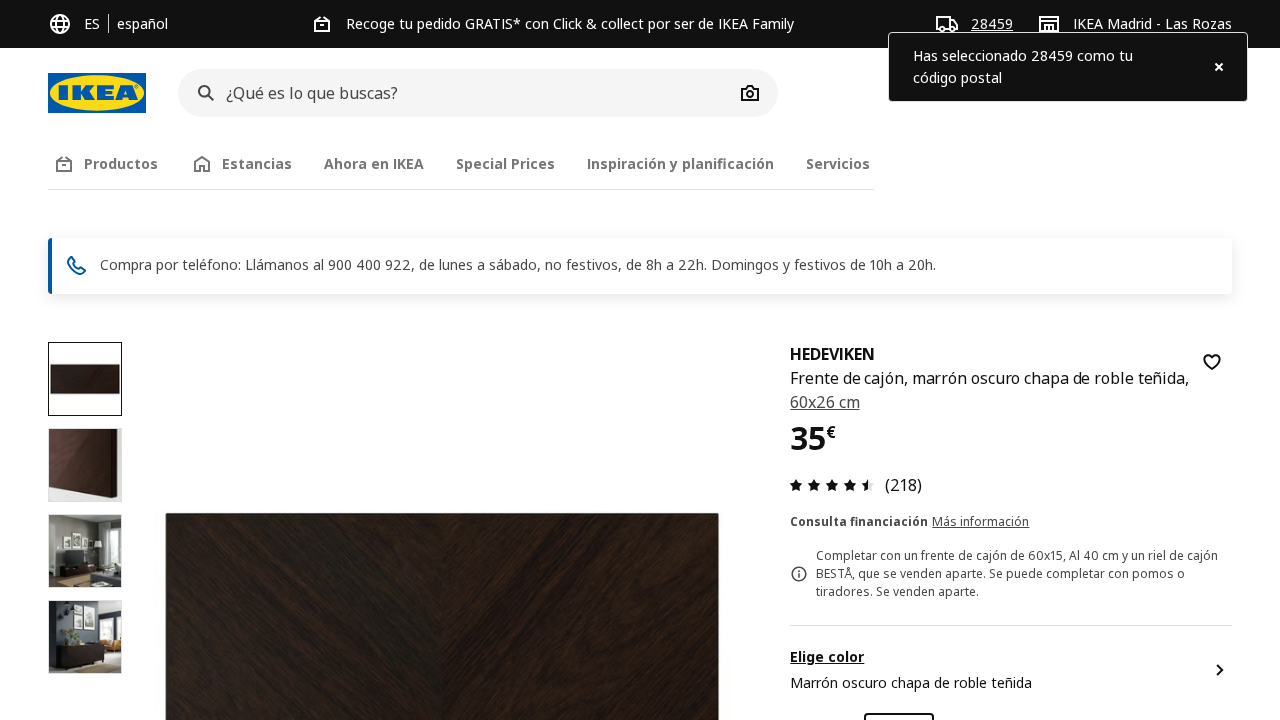 ES español
Recoge tu pedido GRATIS* con Click & collect por ser de IKEA Family
28459
IKEA Madrid - Las Rozas
Has seleccionado 28459 como tu
código postal
IKEA
¿Qué es lo que buscas?
Productos
Estancias
Ahora en IKEA
Special Prices
Inspiración y planificación
Servicios
Compra por teléfono: Llámanos al 900 400 922, de lunes a sábado, no festivos, de 8h a 22h. Domingos y festivos de 10h a 20h.
HEDEVIKEN
Frente de cajón, marrón oscuro chapa de roble teñida,
60x26 cm
35€
(218)
Consulta financiación Más información
Completar con un frente de cajón de 60x15, Al 40 cm y un riel de cajón
BESTÅ, que se venden aparte. Se puede completar con pomos o
tiradores. Se venden aparte.
Elige color
Marrón oscuro chapa de roble teñida